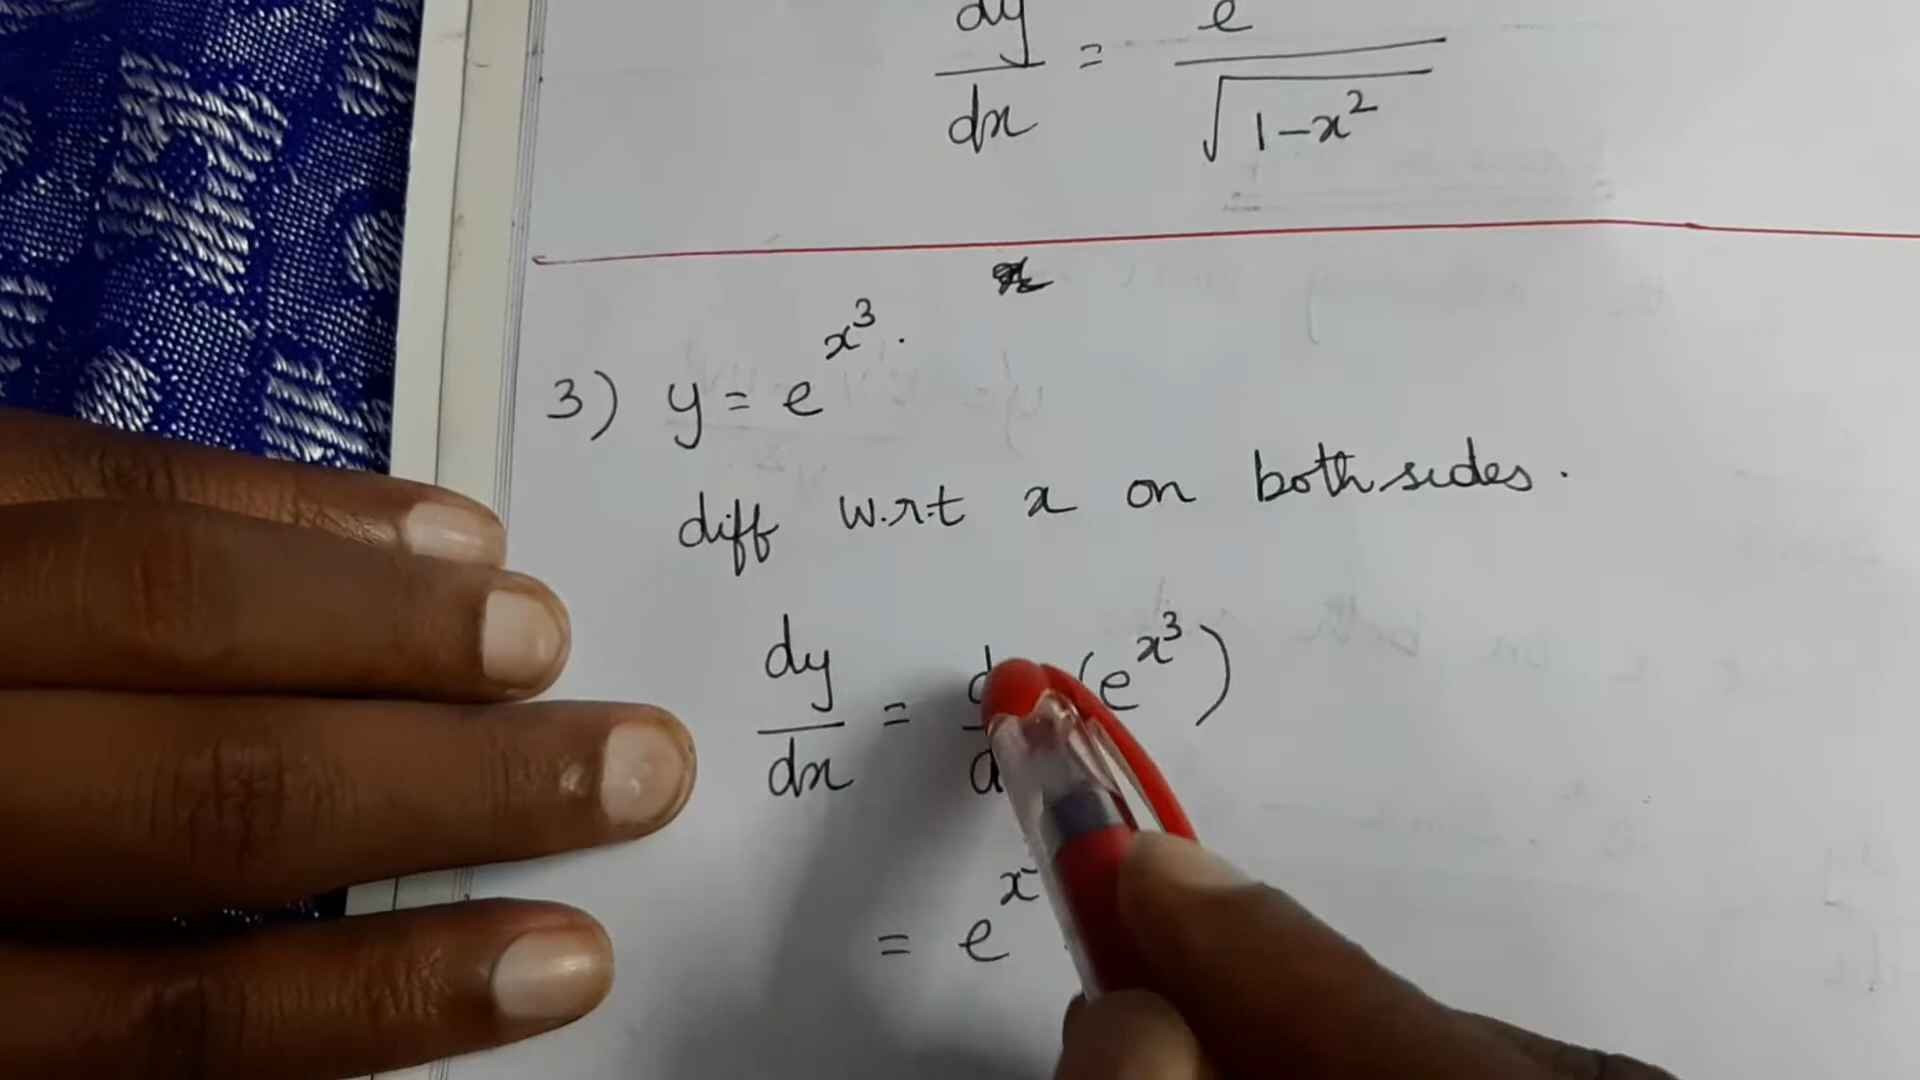 dy/dx = e/√1-x²
3) y = e^x³.
diff w.r.t x on both sides.
dy/dx = d/d (e^x³)
= e^x